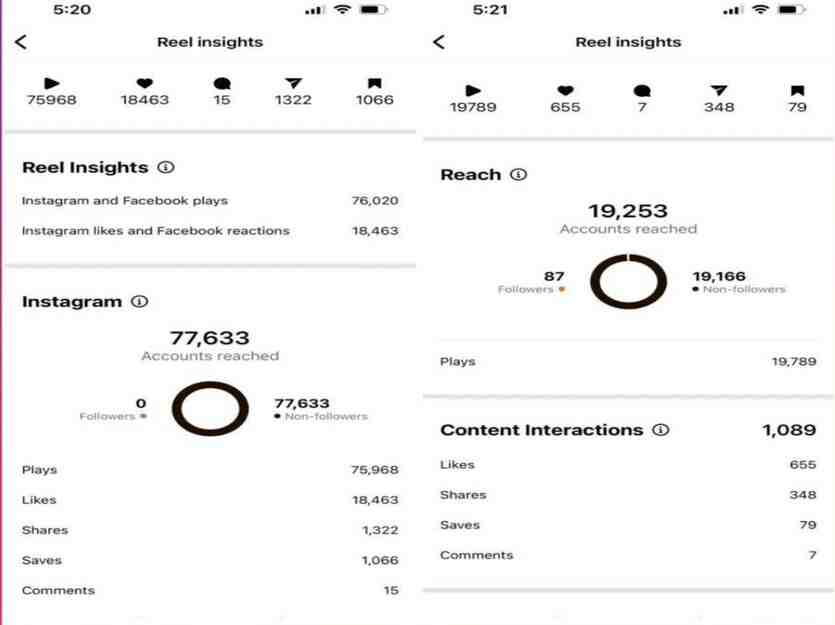 5:20
Reel insights
75968 18463 15 1322 1066
Reel Insights
Instagram and Facebook plays 76,020
Instagram likes and Facebook reactions 18,463
Instagram
77,633
Accounts reached
0 77,633
Followers Non-followers
Plays 75,968
Likes 18,463
Shares 1,322
Saves 1,066
Comments 15
5:21
Reel insights
19789 655 7 348 79
Reach
19,253
Accounts reached
87 19,166
Followers Non-followers
Plays 19,789
Content Interactions 1,089
Likes 655
Shares 348
Saves 79
Comments 7